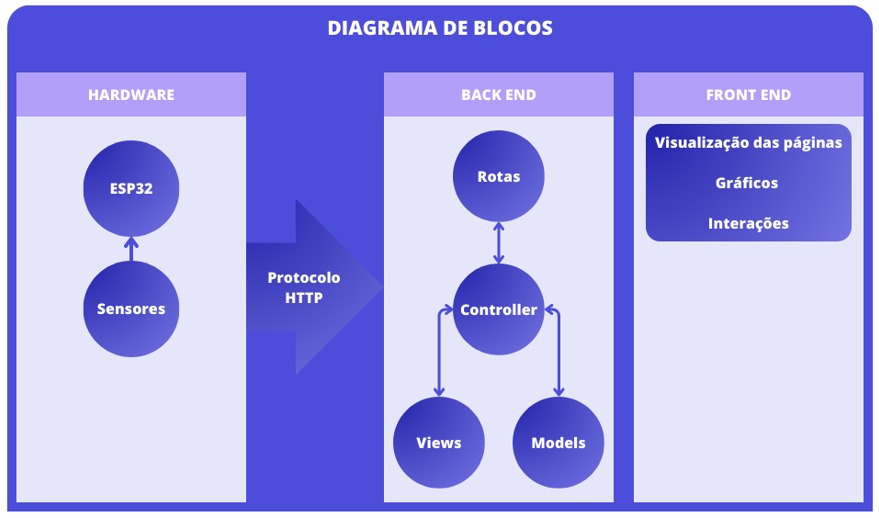 DIAGRAMA DE BLOCOS
HARDWARE
ESP32
Sensores
Protocolo
HTTP
BACK END
Rotas
Controller
Views
Models
FRONT END
Visualização das páginas
Gráficos
Interações